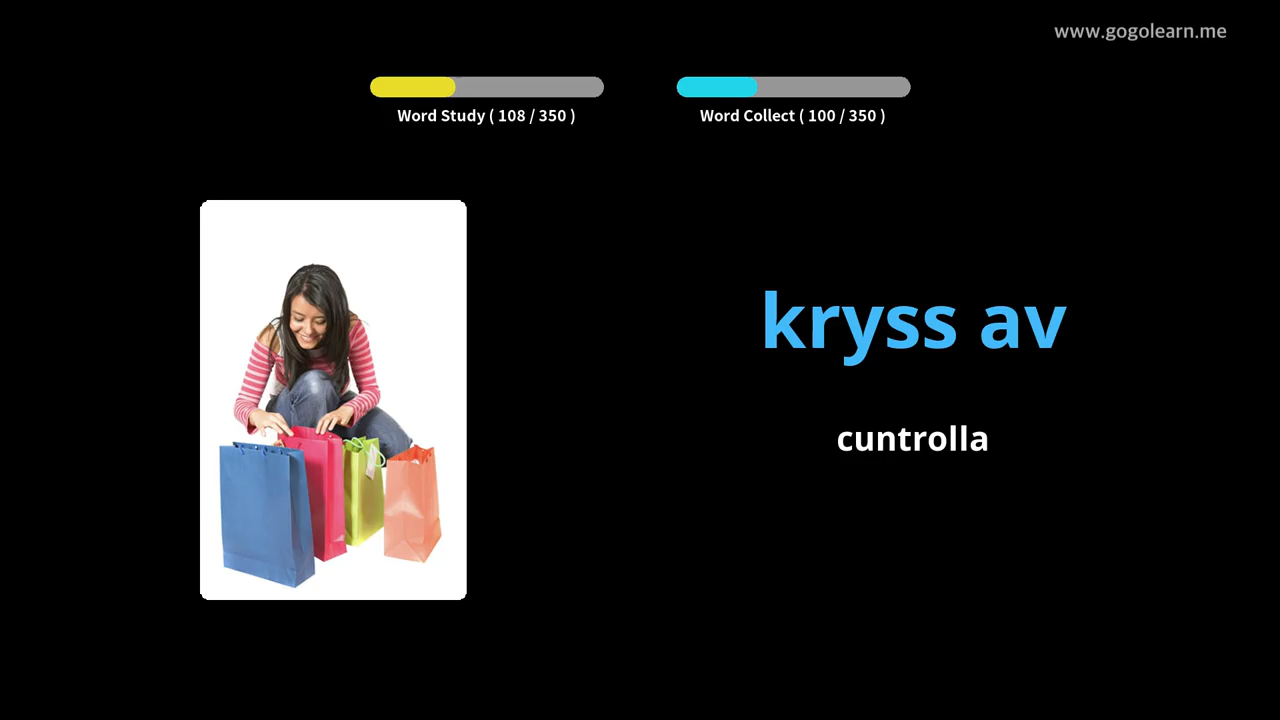 www.gogolearn.me
Word Study ( 108 / 350 )
Word Collect ( 100 / 350 )
kryss av
cuntrolla